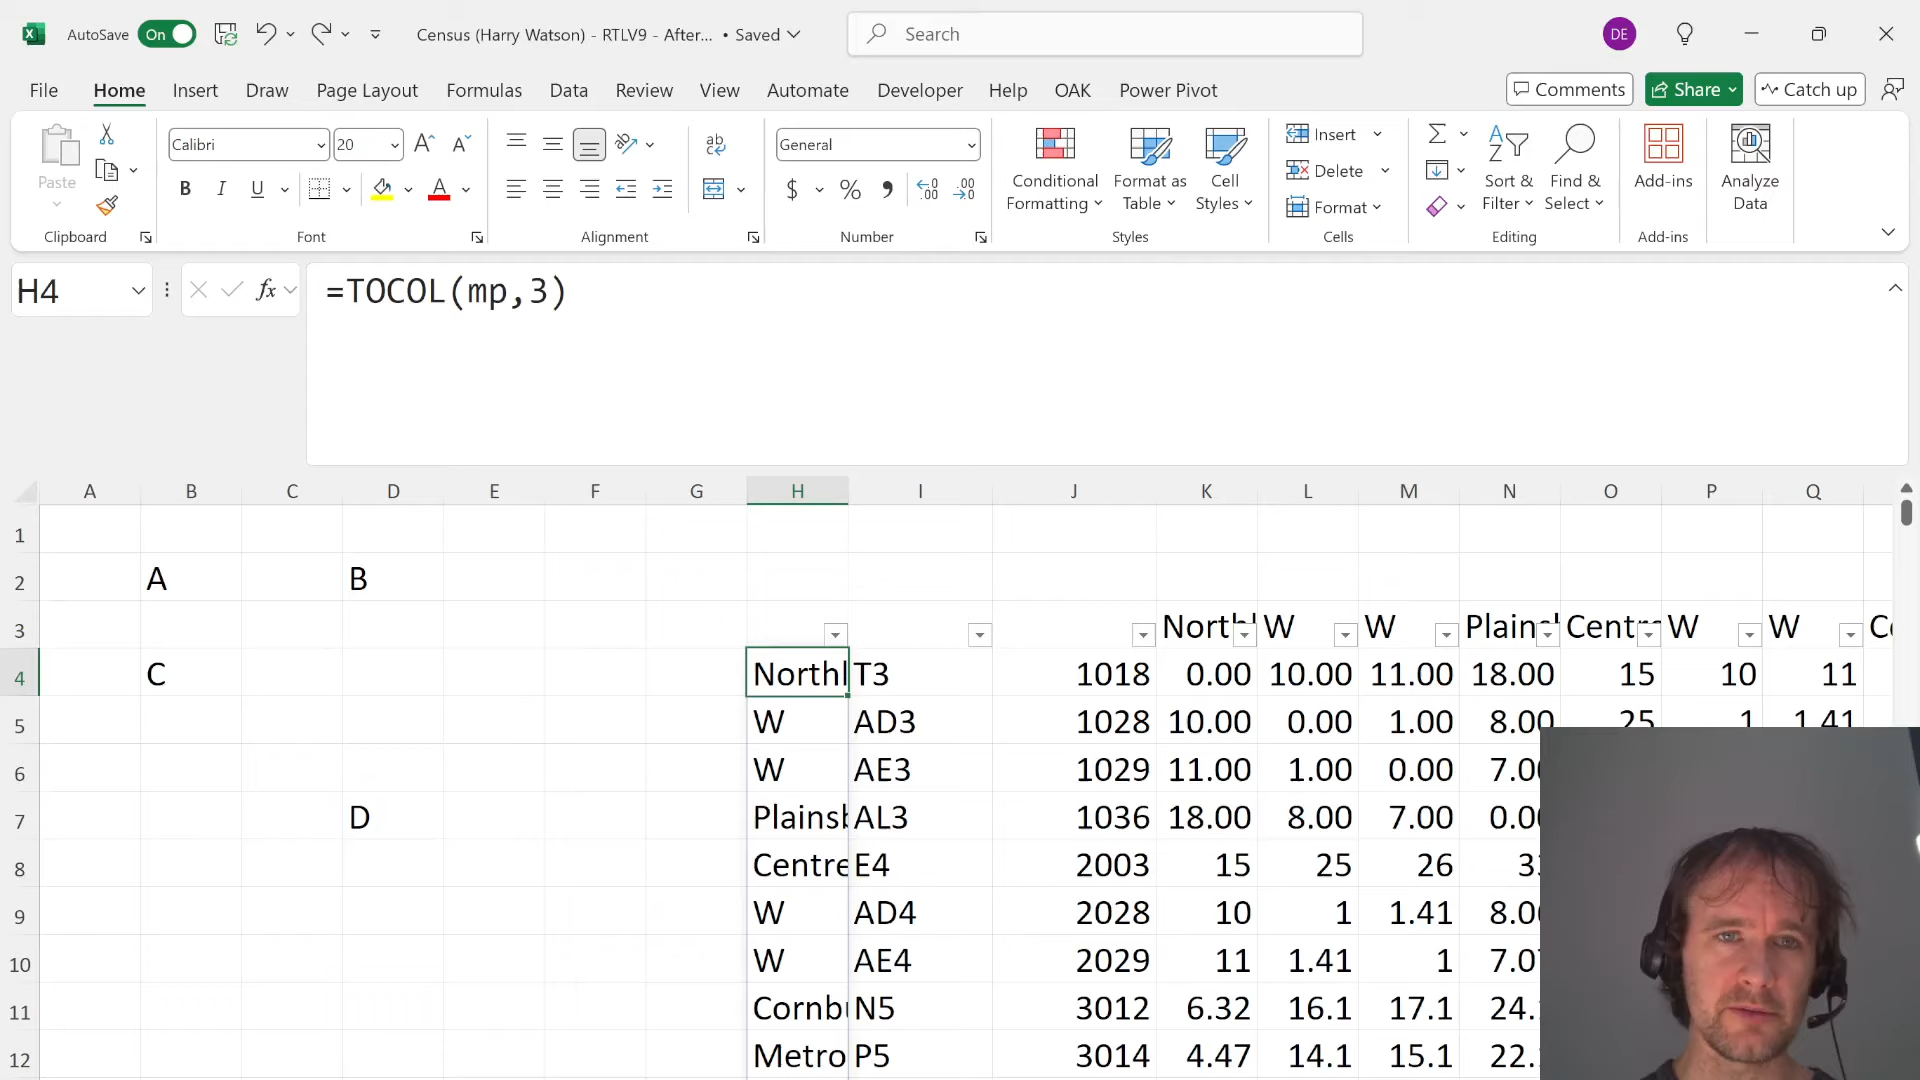 AutoSave On Census (Harry Watson) - RTLV9 - After... • Saved Search DE
File Home Insert Draw Page Layout Formulas Data Review View Automate Developer Help OAK Power Pivot Comments Share Catch up
Paste Calibri 20 General Conditional Formatting Format as Table Cell Styles Insert Delete Format Sort & Filter Find & Select Add-ins Analyze Data
Clipboard Font Alignment Number Styles Cells Editing Add-ins
H4 fx =TOCOL(mp,3)
A B C D E F G H I J K L M N O P Q
1
2 A B
3 W W W W
4 C T3 1018 0.00 10.00 11.00 18.00 15 10 11
5 W AD3 1028 10.00 0.00 1.00 8.00 25 1 1.41
6 W AE3 1029 11.00 1.00 0.00
7 D AL3 1036 18.00 8.00 7.00
8 E4 2003 15 25 26
9 W AD4 2028 10 1 1.41
10 W AE4 2029 11 1.41 1
11 N5 3012 6.32 16.1 17.1
12 Metro P5 3014 4.47 14.1 15.1